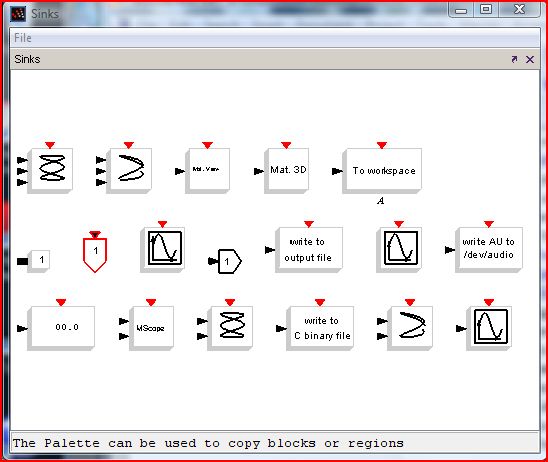 Sinks
File
Sinks
Mat. View
Mat. 3D
To workspace
A
1
1
1
write to
output file
write AU to
/dev/audio
00.0
MScope
write to
C binary file
The Palette can be used to copy blocks or regions